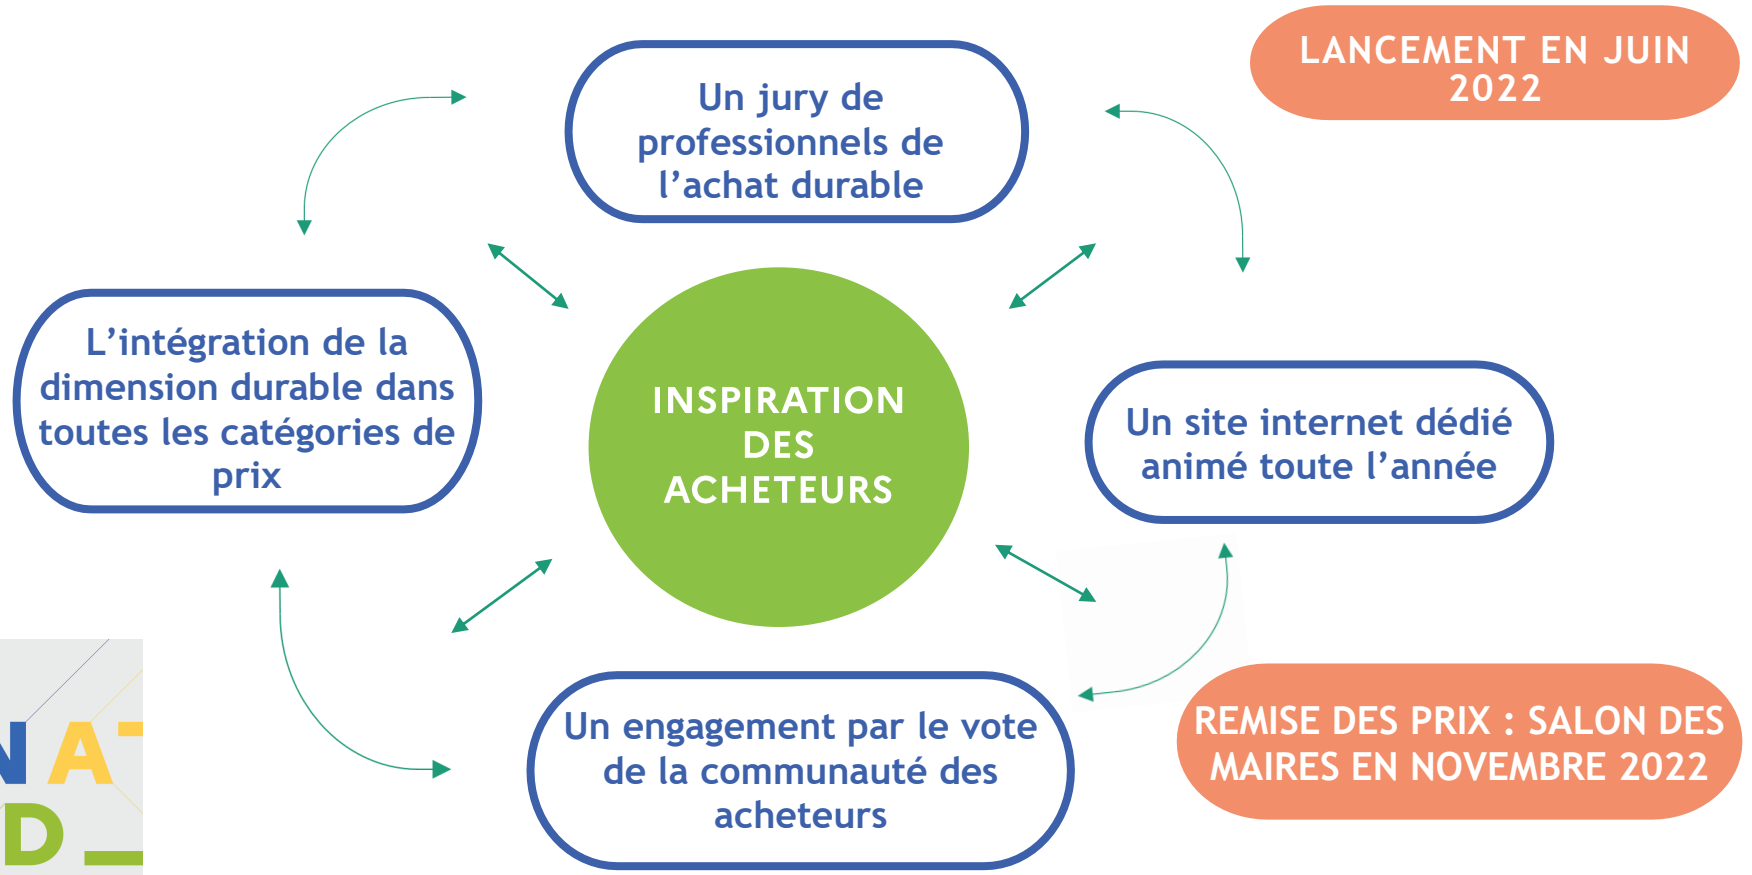 LANCEMENT EN JUIN
2022
Un jury de
professionnels de
l’achat durable
L’intégration de la
dimension durable dans
toutes les catégories de
prix
INSPIRATION
DES
ACHETEURS
Un site internet dédié
animé toute l’année
Un engagement par le vote
de la communauté des
acheteurs
REMISE DES PRIX : SALON DES
MAIRES EN NOVEMBRE 2022